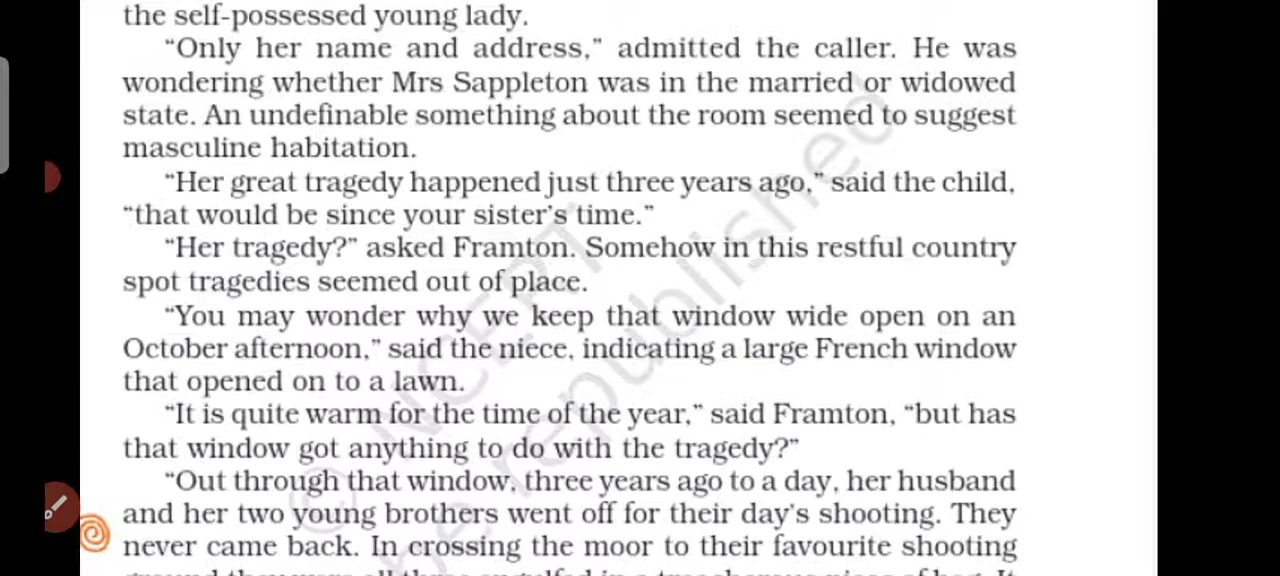 the self-possessed young lady.
“Only her name and address,” admitted the caller. He was
wondering whether Mrs Sappleton was in the married or widowed
state. An undefinable something about the room seemed to suggest
masculine habitation.
“Her great tragedy happened just three years ago,” said the child,
“that would be since your sister’s time.”
“Her tragedy?” asked Framton. Somehow in this restful country
spot tragedies seemed out of place.
“You may wonder why we keep that window wide open on an
October afternoon,” said the niece, indicating a large French window
that opened on to a lawn.
“It is quite warm for the time of the year,” said Framton, “but has
that window got anything to do with the tragedy?”
“Out through that window, three years ago to a day, her husband
and her two young brothers went off for their day’s shooting. They
never came back. In crossing the moor to their favourite shooting
© NCERT
be republished